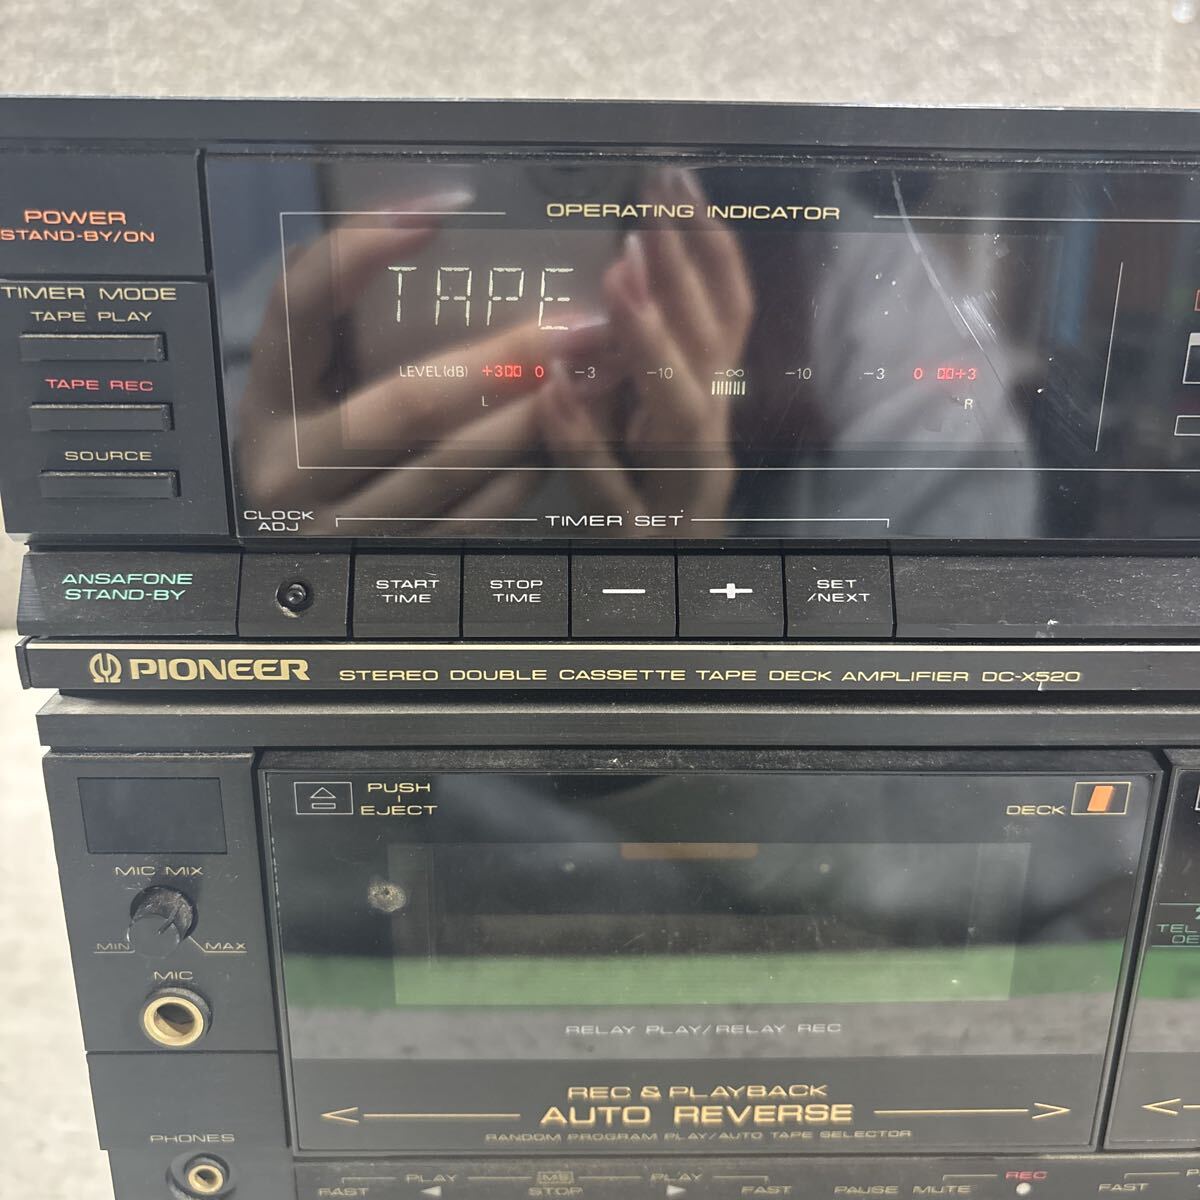 OPERATING INDICATOR
POWER
STAND-BY/ON
TIMER MODE
TAPE PLAY
TAPE REC
SOURCE
TAPE
LEVEL(dB) +3 0 -3 -10 -∞ -10 -3 0 +3
L R
CLOCK
ADJ
TIMER SET
ANSAFONE
STAND-BY
START
TIME
STOP
TIME
—
+
SET
/NEXT
PIONEER STEREO DOUBLE CASSETTE TAPE DECK AMPLIFIER DC-X520
PUSH
EJECT
DECK I
MIC MIX
MIN MAX
MIC
TEL
RELAY PLAY/RELAY REC
REC & PLAYBACK
AUTO REVERSE
RANDOM PROGRAM PLAY/AUTO TAPE SELECTOR
PHONES
PLAY MS PLAY REC
FAST ◀ STOP ▶ FAST PAUSE MUTE ● FAST